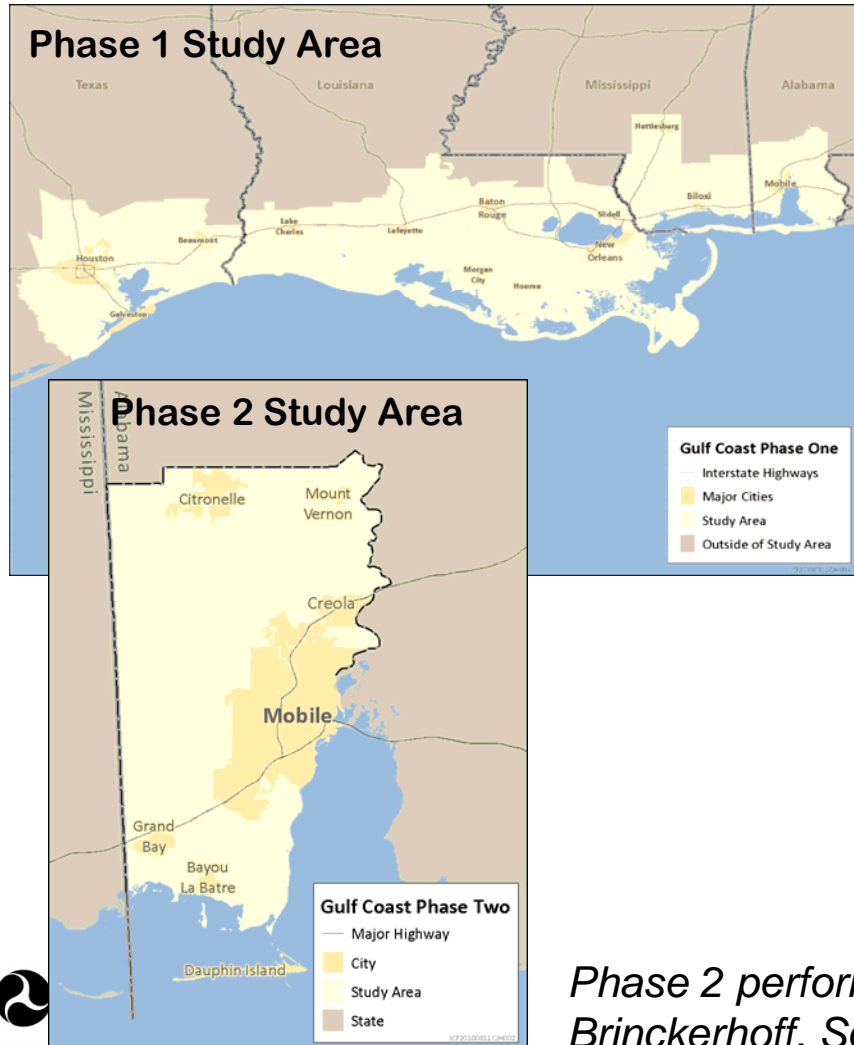 Phase 1 Study Area
Texas
Louisiana
Mississippi
Alabama
Hattiesburg
Mobile
Biloxi
Baton
Rouge
Slidell
Lake
Charles
Lafayette
Beaumont
New
Orleans
Houston
Morgan
City
Houma
Galveston
Gulf Coast Phase One
Interstate Highways
Major Cities
Study Area
Outside of Study Area
Phase 2 Study Area
Mississippi
Alabama
Citronelle
Mount
Vernon
Creola
Mobile
Grand
Bay
Bayou
La Batre
Dauphin Island
Gulf Coast Phase Two
Major Highway
City
Study Area
State
Phase 2 perfor
Brinckerhoff, So